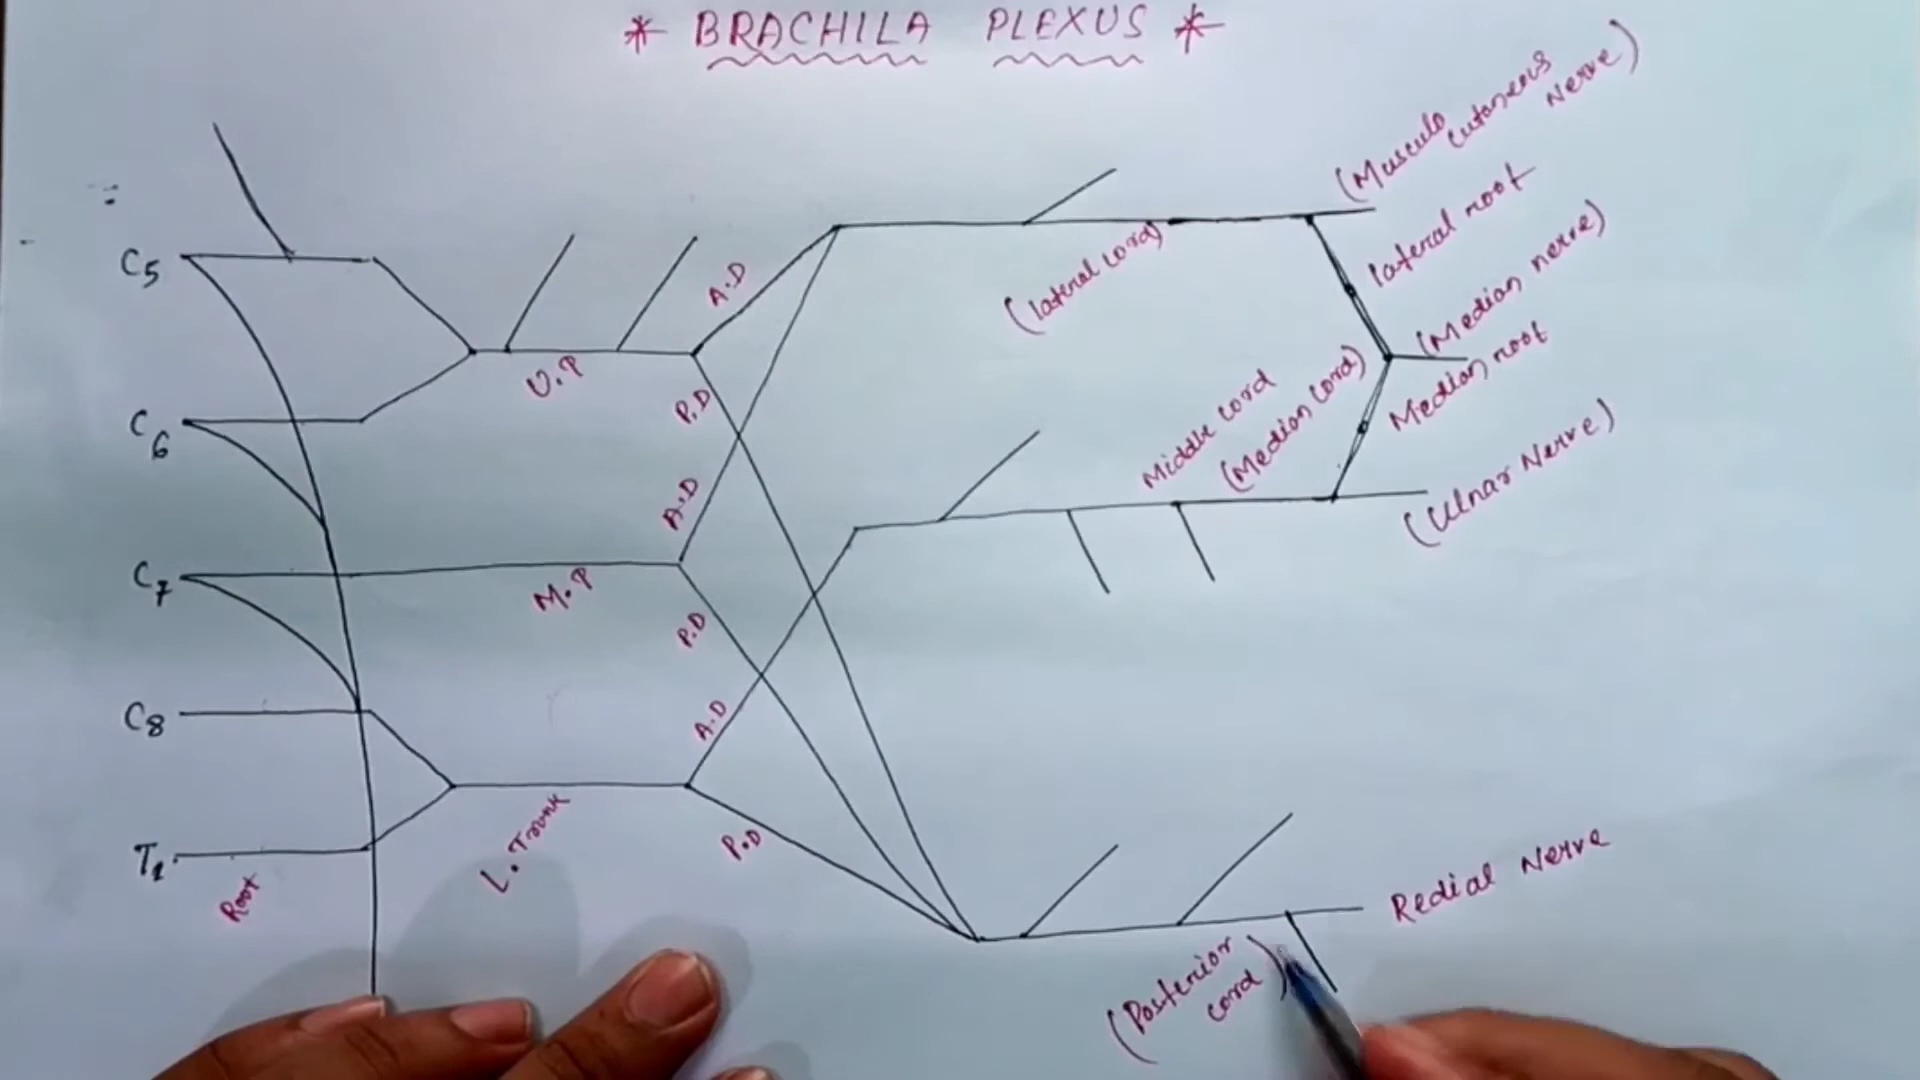 * BRACHILA PLEXUS *
(Musculo
cutaneous
Nerve)
lateral root
(Median nerve)
Median root
(lateral cord)
Middle cord
(Median cord)
(Ulnar Nerve)
C5
A.D
U.P
P.D
C6
A.D
C7
M.P
P.D
C8
A.D
L. Trunk
P.D
T1
Root
Redial Nerve
(Posterior
cord)